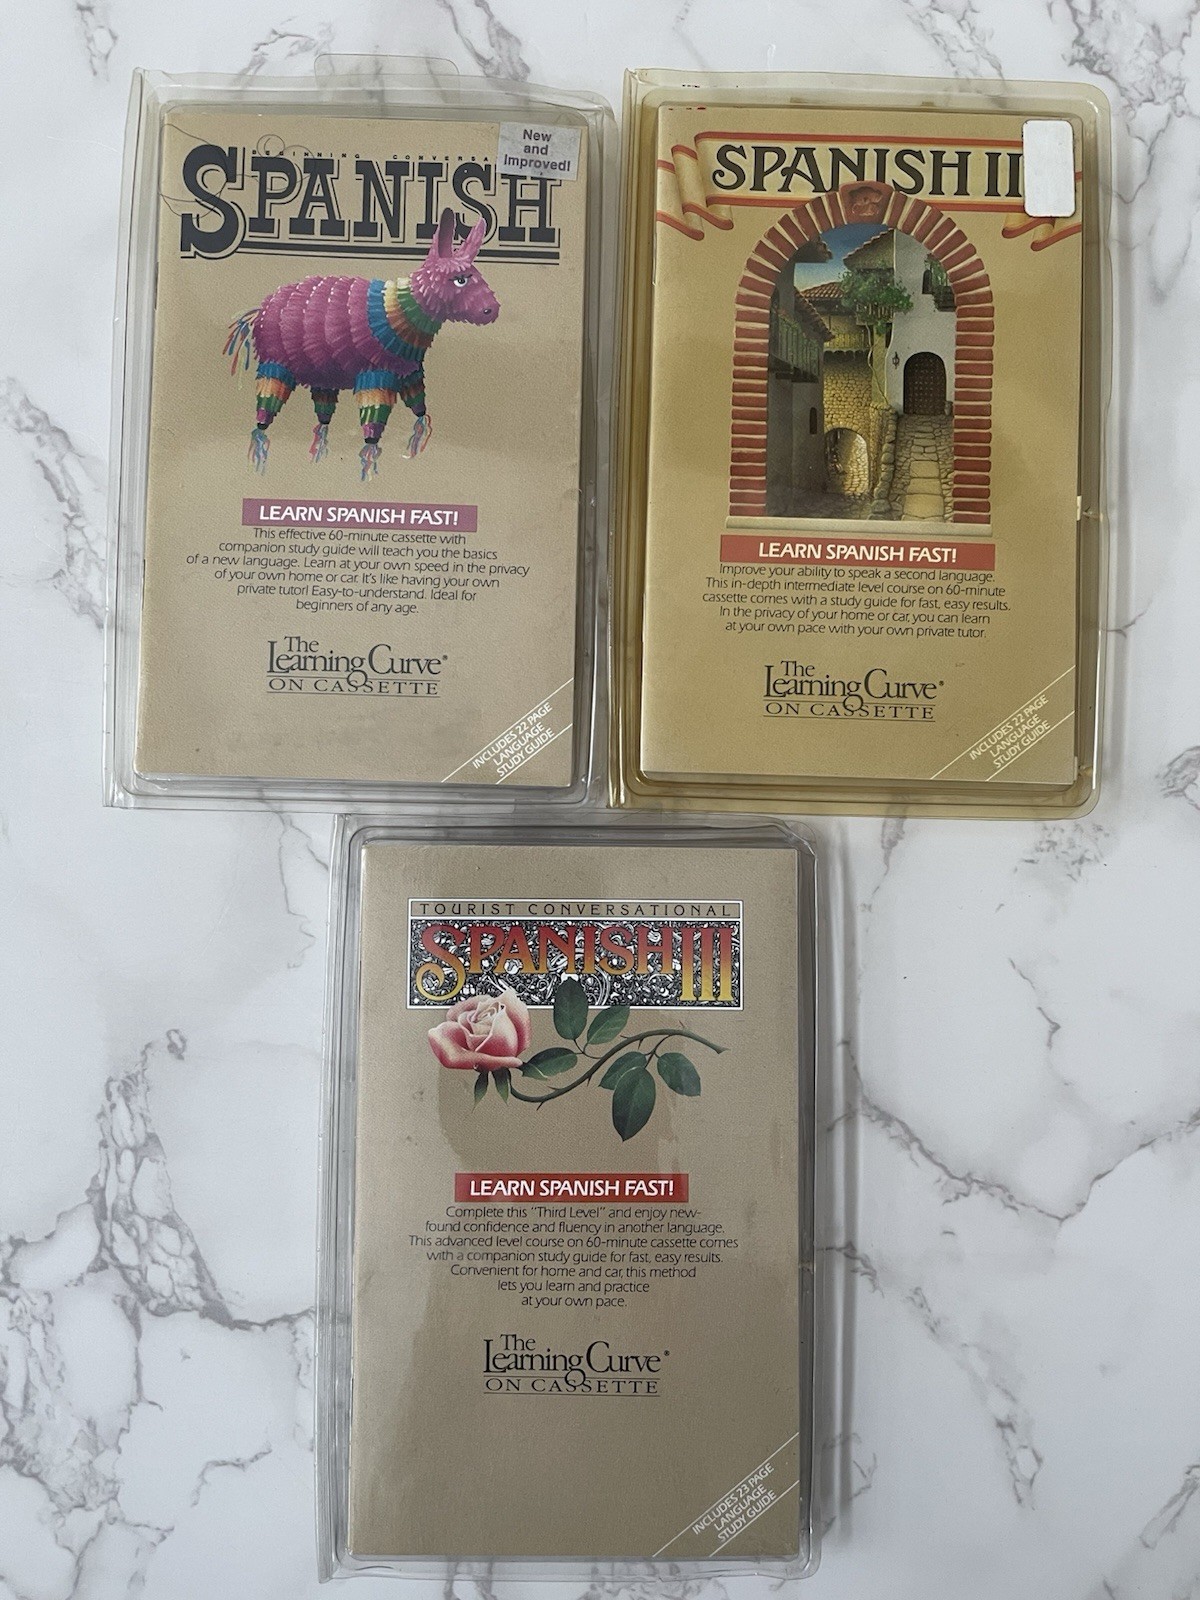 BEGINNING CONVERSA
SPANISH
New
and
Improved!
LEARN SPANISH FAST!
This effective 60-minute cassette with
companion study guide will teach you the basics
of a new language. Learn at your own speed in the privacy
of your own home or car. It's like having your own
private tutor! Easy-to-understand. Ideal for
beginners of any age.
The
Learning Curve®
ON CASSETTE
INCLUDES 22 PAGE
LANGUAGE
STUDY GUIDE
SPANISH II
LEARN SPANISH FAST!
Improve your ability to speak a second language.
This in-depth intermediate level course on 60-minute
cassette comes with a study guide for fast, easy results.
In the privacy of your home or car, you can learn
at your own pace with your own private tutor.
The
Learning Curve®
ON CASSETTE
INCLUDES 22 PAGE
LANGUAGE
STUDY GUIDE
TOURIST CONVERSATIONAL
SPANISH III
LEARN SPANISH FAST!
Complete this "Third Level" and enjoy new-
found confidence and fluency in another language.
This advanced level course on 60-minute cassette comes
with a companion study guide for fast, easy results.
Convenient for home and car, this method
lets you learn and practice
at your own pace.
The
Learning Curve®
ON CASSETTE
INCLUDES 23 PAGE
LANGUAGE
STUDY GUIDE